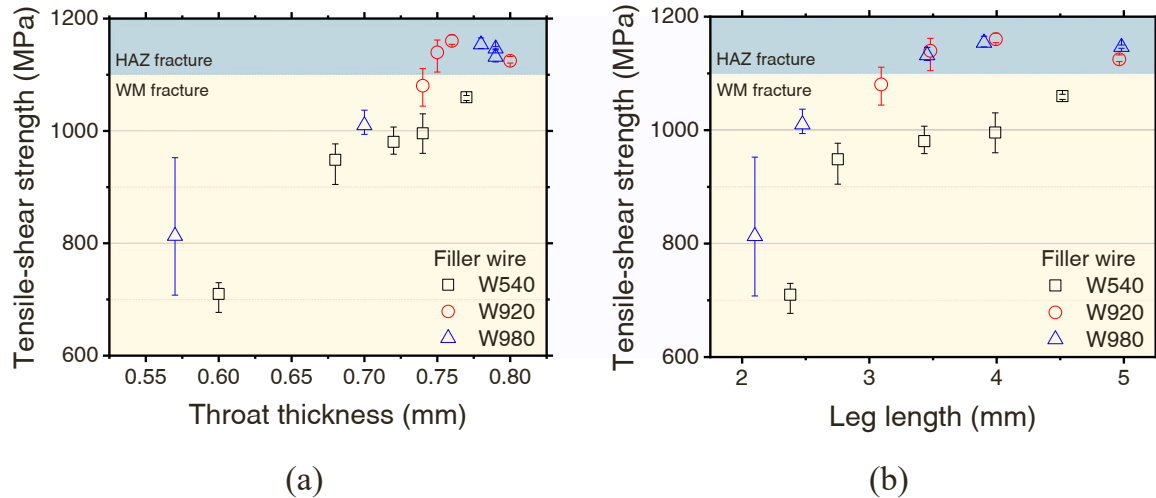 Tensile-shear strength (MPa)
1200
1000
800
600
HAZ fracture
WM fracture
Filler wire
W540
W920
W980
0.55 0.60 0.65 0.70 0.75 0.80
Throat thickness (mm)
(a)
Tensile-shear strength (MPa)
1200
1000
800
600
HAZ fracture
WM fracture
Filler wire
W540
W920
W980
2 3 4 5
Leg length (mm)
(b)